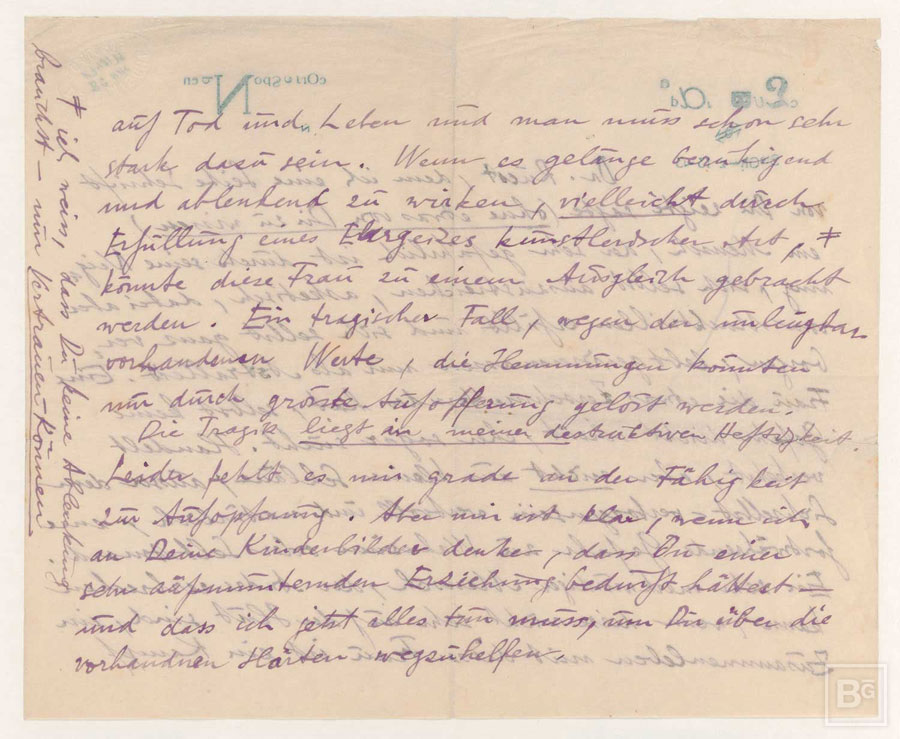 auf Tod und Leben und man muss schon sehr
stark dazu sein. Wenn es gelänge beruhigend
und ablenkend zu wirken, vielleicht durch
Erfüllung eines Ehrgeizes künstlerischer Art, *
könnte diese Frau zu einem Ausgleich gebracht
werden. Ein tragischer Fall, wegen der unleugbar
vorhandenen Werte, die Hemmungen könnten
nur durch grösste Aufopferung gelöst werden.
Die Tragik liegt in meiner destruktiven Heftigkeit.
Leider fehlt es mir grade an der Fähigkeit
zur Aufopferung. Aber mir ist klar, wenn ich
an Deine Kinderbilder denke, dass Du einer
sehr aufmunternden Erziehung bedurft hättest –
und dass ich jetzt alles tun muss, um Dir über die
vorhandnen Härten wegzuhelfen.
* ich weiss, dass Du keine Ablenkung
brauchst – nur Vertrauen können
BG